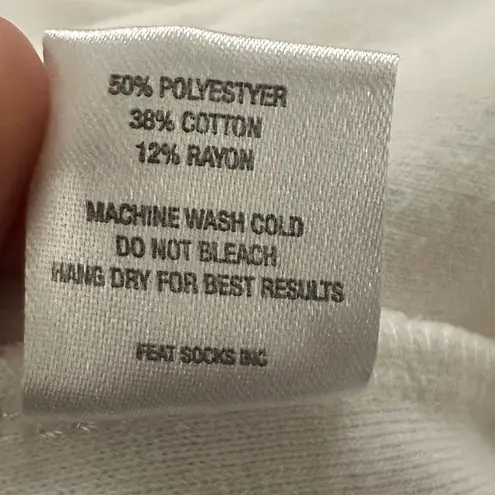 50% POLYESTYER
38% COTTON
12% RAYON
MACHINE WASH COLD
DO NOT BLEACH
HANG DRY FOR BEST RESULTS
FEAT SOCKS INC